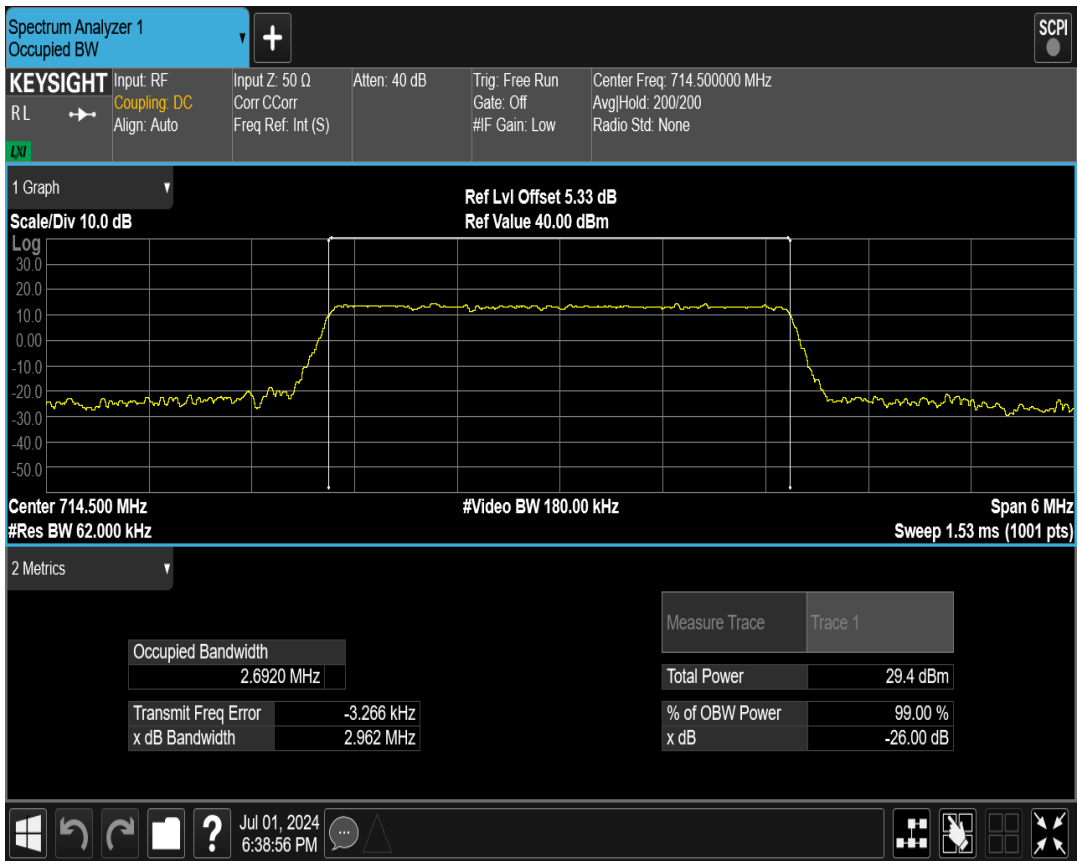 Spectrum Analyzer 1
Occupied BW
+
SCPI
KEYSIGHT
RL
LXI
Input: RF
Coupling: DC
Align: Auto
Input Z: 50 Ω
Corr CCorr
Freq Ref: Int (S)
Atten: 40 dB
Trig: Free Run
Gate: Off
#IF Gain: Low
Center Freq: 714.500000 MHz
Avg|Hold: 200/200
Radio Std: None
1 Graph
Scale/Div 10.0 dB
Ref Lvl Offset 5.33 dB
Ref Value 40.00 dBm
Log
30.0
20.0
10.0
0.00
-10.0
-20.0
-30.0
-40.0
-50.0
Center 714.500 MHz
#Video BW 180.00 kHz
Span 6 MHz
#Res BW 62.000 kHz
Sweep 1.53 ms (1001 pts)
2 Metrics
Measure Trace Trace 1
Occupied Bandwidth
2.6920 MHz
Total Power 29.4 dBm
Transmit Freq Error -3.266 kHz
% of OBW Power 99.00 %
x dB Bandwidth 2.962 MHz
x dB -26.00 dB
?
Jul 01, 2024
6:38:56 PM